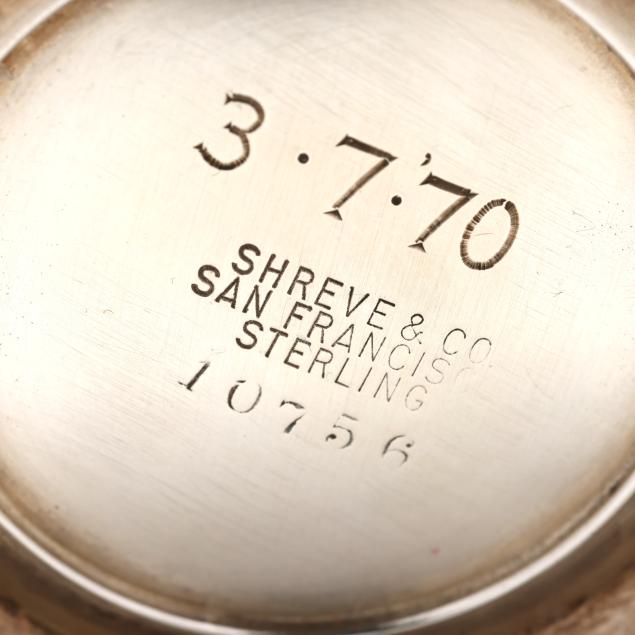 3·7·'70
SHREVE & CO.
SAN FRANCISCO
STERLING
10756